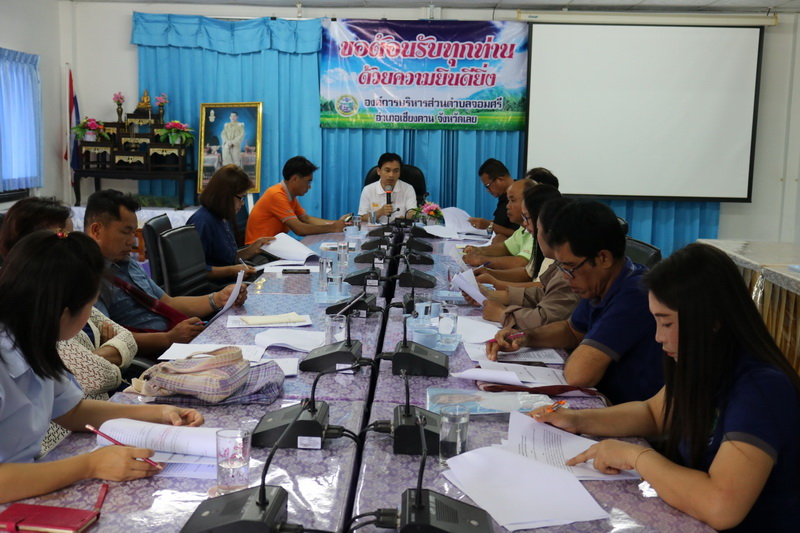 ขอต้อนรับทุกท่าน
ด้วยความยินดียิ่ง
องค์การบริหารส่วนตำบลจอมศรี
อำเภอเชียงคาน จังหวัดเลย